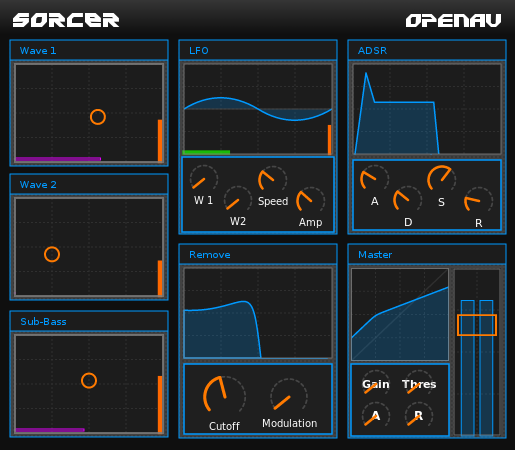 SORCER
OPENAV
Wave 1
LFO
ADSR
W 1
W2
Speed
Amp
A
D
S
R
Wave 2
Sub-Bass
Remove
Cutoff
Modulation
Master
Gain
Thres
A
R